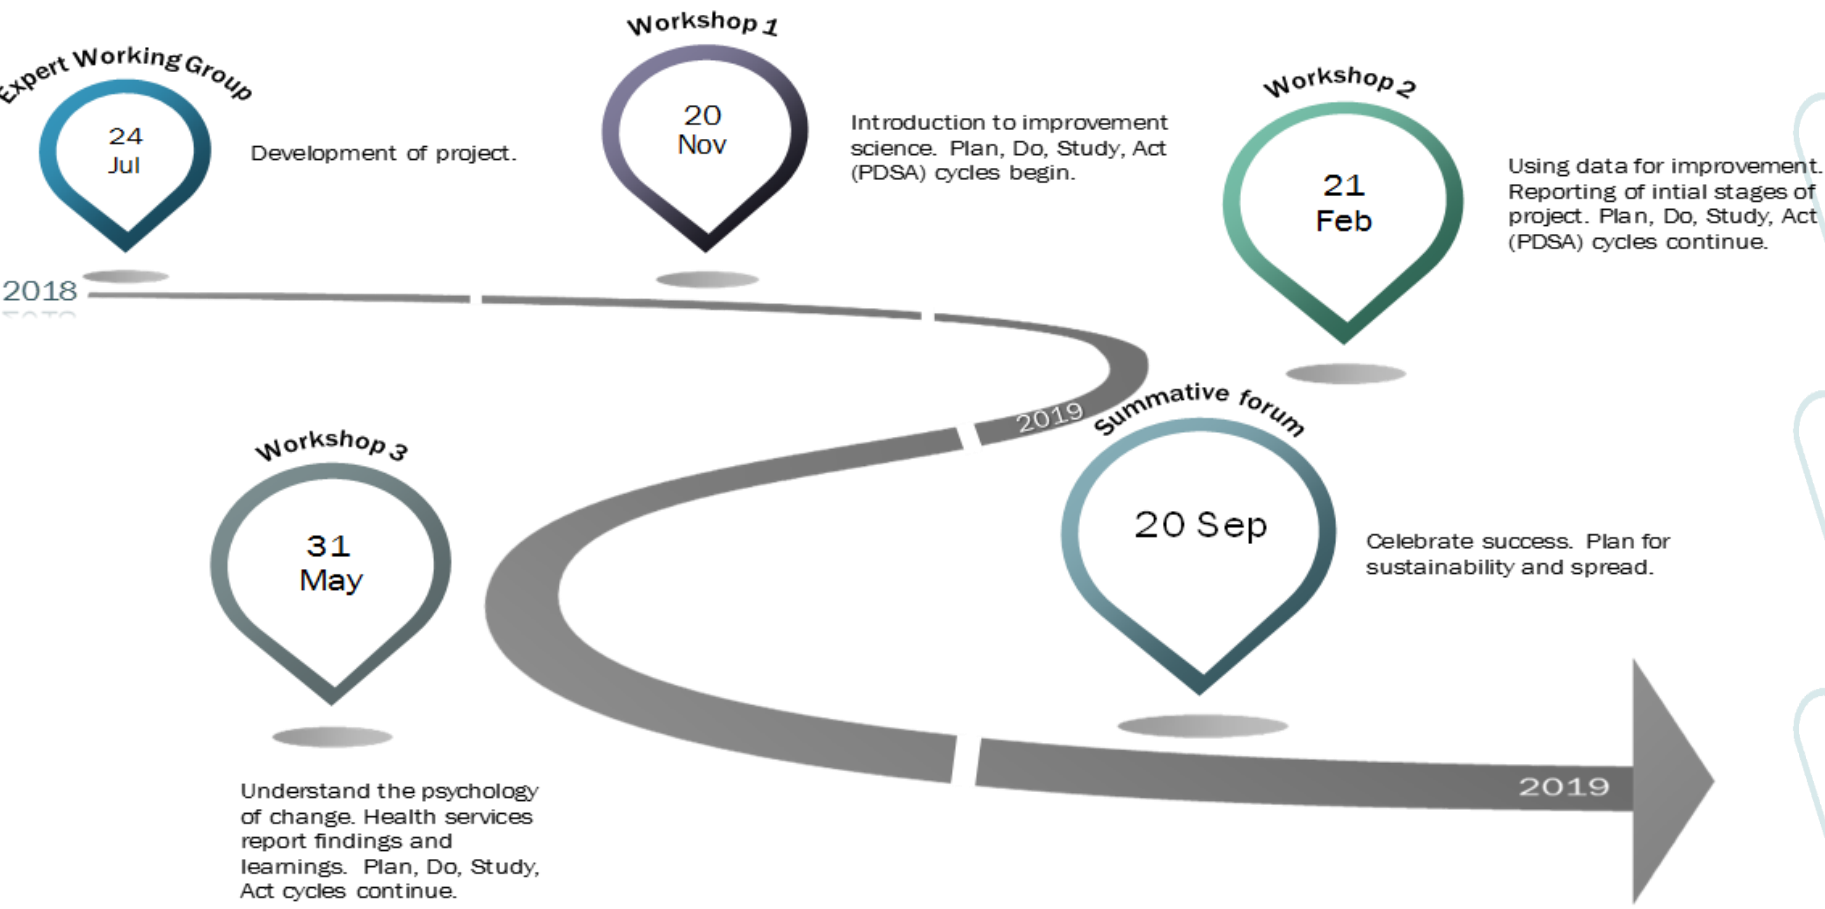 Expert Working Group
24
Jul
Development of project.
Workshop 1
20
Nov
Introduction to improvement
science. Plan, Do, Study, Act
(PDSA) cycles begin.
Workshop 2
21
Feb
Using data for improvement.
Reporting of intial stages of
project. Plan, Do, Study, Act
(PDSA) cycles continue.
2018
2019
Workshop 3
31
May
Understand the psychology
of change. Health services
report findings and
learnings. Plan, Do, Study,
Act cycles continue.
Summative forum
20 Sep
Celebrate success. Plan for
sustainability and spread.
2019